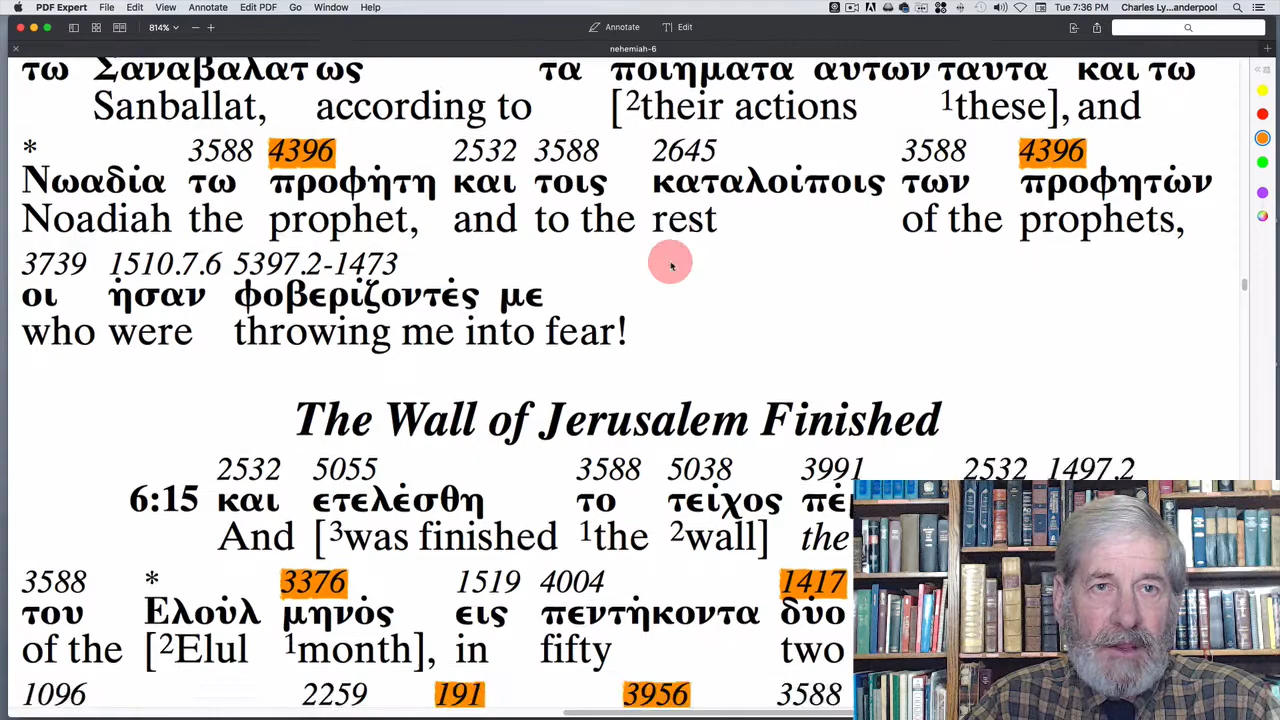 PDF Expert File Edit View Annotate Edit PDF Go Window Help Tue 7:36 PM Charles Ly...anderpool
814% Annotate Edit
nehemiah-6
τω Σαναβαλατ ως τα ποιήματα αυτών ταύτα και τω
Sanballat, according to [²their actions ¹these], and
* 3588 4396 2532 3588 2645 3588 4396
Νωαδία τω προφήτη και τοις καταλοίποις των προφητών
Noadiah the prophet, and to the rest of the prophets,
3739 1510.7.6 5397.2-1473
οι ήσαν φοβερίζοντές με
who were throwing me into fear!
The Wall of Jerusalem Finished
2532 5055 3588 5038 3991 2532 1497.2
6:15 και ετελέσθη το τείχος
And [³was finished ¹the ²wall] the
3588 * 3376 1519 4004 1417
του Ελούλ μηνός εις πεντήκοντα δύο
of the [²Elul ¹month], in fifty two
1096 2259 191 3956 3588